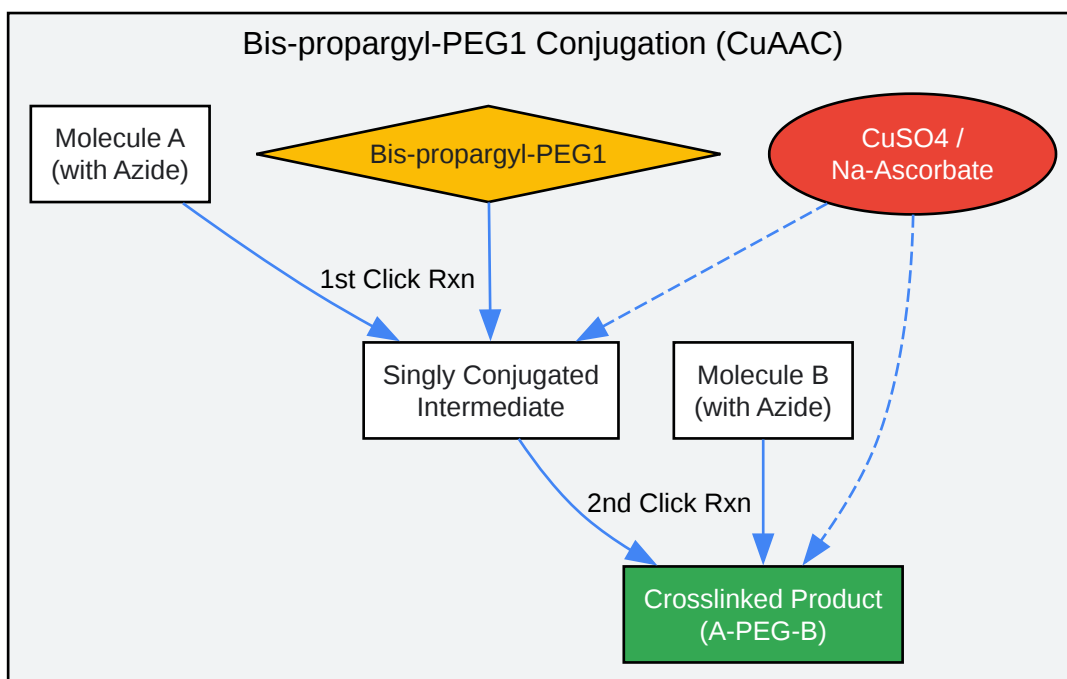 Bis-propargyl-PEG1 Conjugation (CuAAC)
Molecule A
(with Azide)
Bis-propargyl-PEG1
CuSO4 /
Na-Ascorbate
1st Click Rxn
Singly Conjugated
Intermediate
Molecule B
(with Azide)
2nd Click Rxn
Crosslinked Product
(A-PEG-B)